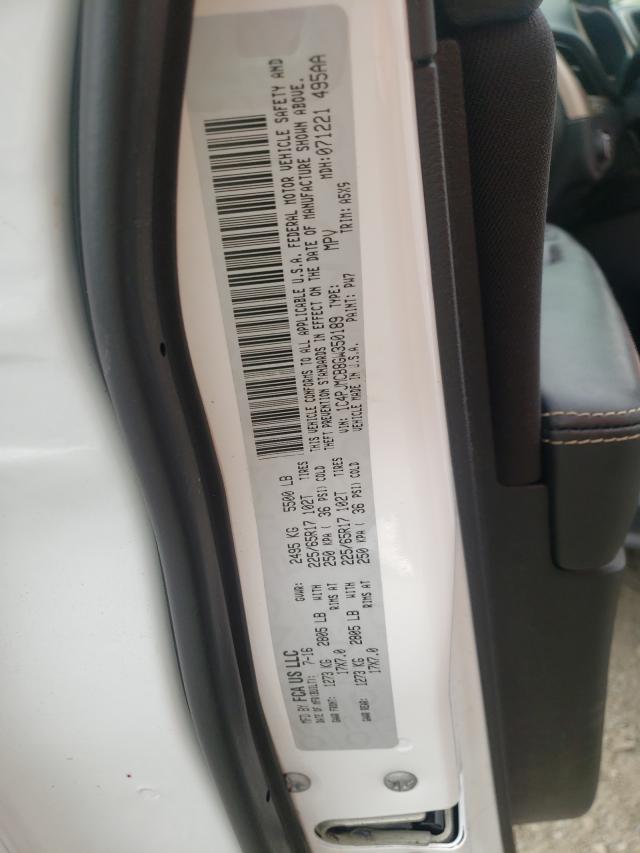 MFD BY FCA US LLC
DATE OF MFR(BUILT): 7-16 GVWR: 2495 KG 5500 LB
GAWR FRONT: 1273 KG 2805 LB WITH 225/65R17 102T TIRES
17X7.0 RIMS AT 250 KPA ( 36 PSI) COLD
GAWR REAR: 1273 KG 2805 LB WITH 225/65R17 102T TIRES
17X7.0 RIMS AT 250 KPA ( 36 PSI) COLD
THIS VEHICLE CONFORMS TO ALL APPLICABLE U.S.A. FEDERAL MOTOR VEHICLE SAFETY AND
THEFT PREVENTION STANDARDS IN EFFECT ON THE DATE OF MANUFACTURE SHOWN ABOVE.
VIN: 1C4PJMCB8GW350189 TYPE: MPV MDH:071221 495AA
VEHICLE MADE IN U.S.A. PAINT: PW7 TRIM: A5X9